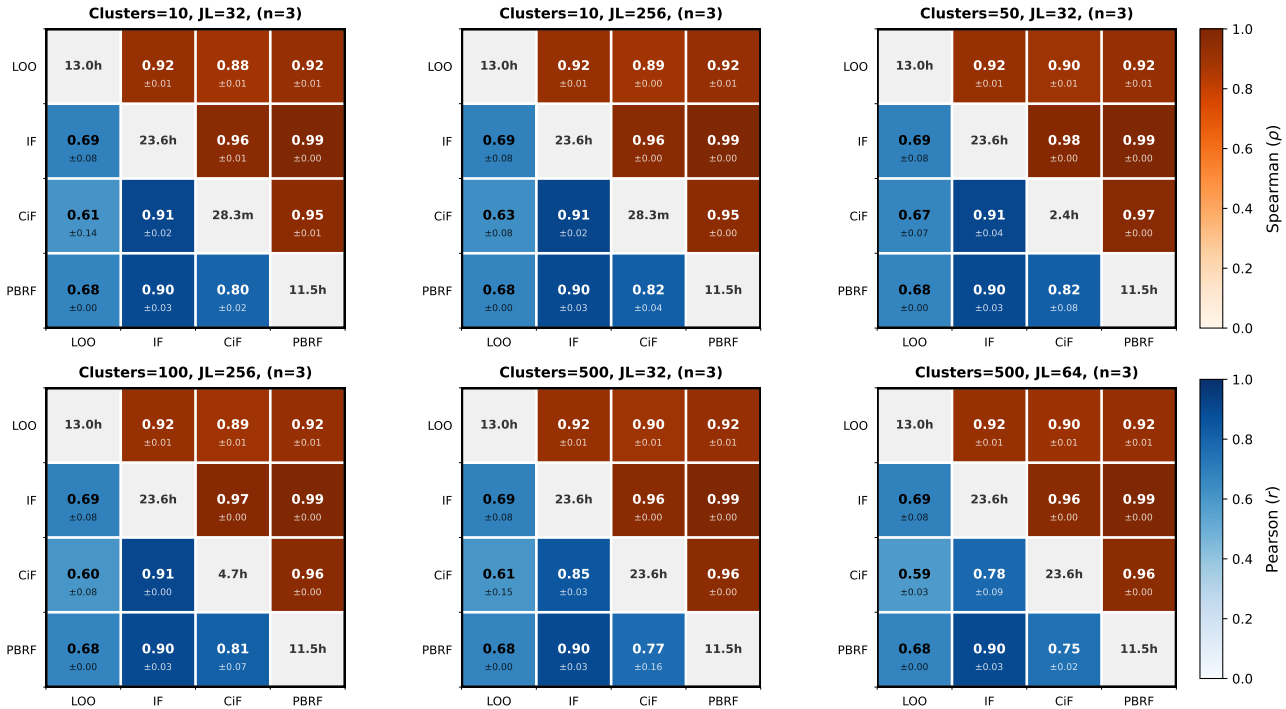 Clusters=10, JL=32, (n=3)
LOO 13.0h 0.92 ±0.01 0.88 ±0.01 0.92 ±0.01
IF 0.69 ±0.08 23.6h 0.96 ±0.01 0.99 ±0.00
CiF 0.61 ±0.14 0.91 ±0.02 28.3m 0.95 ±0.01
PBRF 0.68 ±0.00 0.90 ±0.03 0.80 ±0.02 11.5h
LOO IF CiF PBRF
Clusters=10, JL=256, (n=3)
13.0h 0.92 ±0.01 0.89 ±0.00 0.92 ±0.01
LOO
IF 0.69 ±0.08 23.6h 0.96 ±0.00 0.99 ±0.00
CiF 0.63 ±0.08 0.91 ±0.02 28.3m 0.95 ±0.00
PBRF 0.68 ±0.00 0.90 ±0.03 0.82 ±0.04 11.5h
LOO IF CiF PBRF
Clusters=50, JL=32, (n=3)
LOO 13.0h 0.92 ±0.01 0.90 ±0.01 0.92 ±0.01
IF 0.69 ±0.08 23.6h 0.98 ±0.00 0.99 ±0.00
CiF 0.67 ±0.07 0.91 ±0.04 2.4h 0.97 ±0.00
PBRF 0.68 ±0.00 0.90 ±0.03 0.82 ±0.08 11.5h
LOO IF CiF PBRF
1.0
0.8
0.6
0.4
0.2
0.0
Spearman (ρ)
Clusters=100, JL=256, (n=3)
LOO 13.0h 0.92 ±0.01 0.89 ±0.01 0.92 ±0.01
IF 0.69 ±0.08 23.6h 0.97 ±0.00 0.99 ±0.00
CiF 0.60 ±0.08 0.91 ±0.00 4.7h 0.96 ±0.00
PBRF 0.68 ±0.00 0.90 ±0.03 0.81 ±0.07 11.5h
LOO IF CiF PBRF
Clusters=500, JL=32, (n=3)
LOO 13.0h 0.92 ±0.01 0.90 ±0.01 0.92 ±0.01
IF 0.69 ±0.08 23.6h 0.96 ±0.00 0.99 ±0.00
CiF 0.61 ±0.15 0.85 ±0.03 23.6h 0.96 ±0.00
PBRF 0.68 ±0.00 0.90 ±0.03 0.77 ±0.16 11.5h
LOO IF CiF PBRF
Clusters=500, JL=64, (n=3)
LOO 13.0h 0.92 ±0.01 0.90 ±0.01 0.92 ±0.01
IF 0.69 ±0.08 23.6h 0.96 ±0.00 0.99 ±0.00
CiF 0.59 ±0.03 0.78 ±0.09 23.6h 0.96 ±0.00
PBRF 0.68 ±0.00 0.90 ±0.03 0.75 ±0.02 11.5h
LOO IF CiF PBRF
1.0
0.8
0.6
0.4
0.2
0.0
Pearson (r)